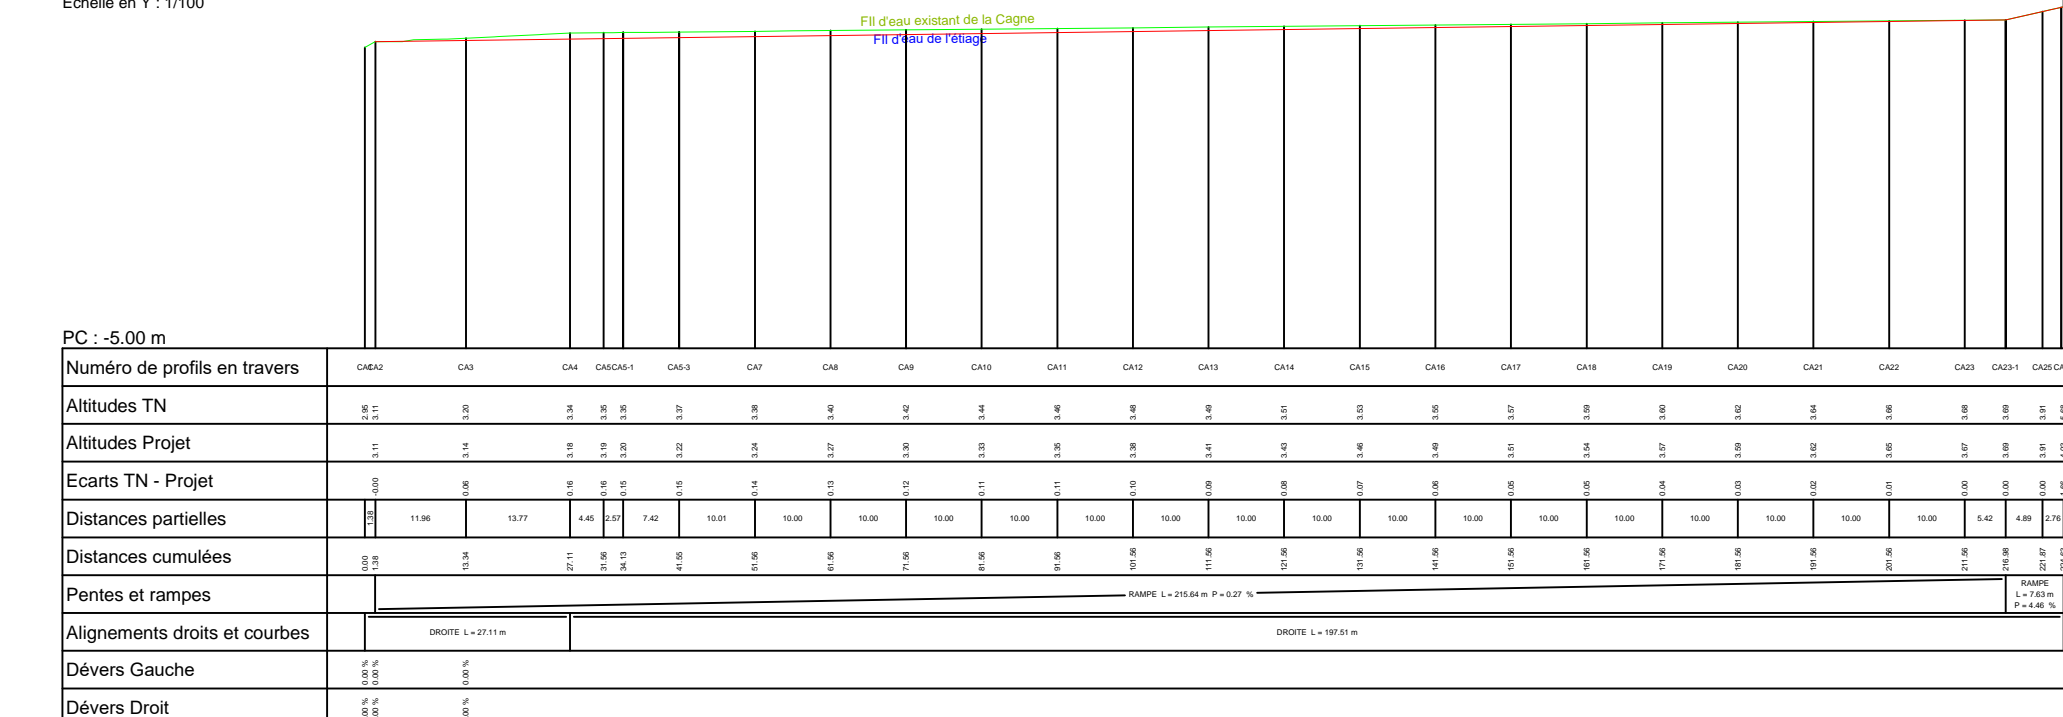 Echelle en Y : 1/100
FIl d'eau existant de la Cagne
FIl d'eau de l'étiage
PC : -5.00 m
Numéro de profils en travers CA2 CA3 CA4 CA5 CA5-1 CA5-3 CA7 CA8 CA9 CA10 CA11 CA12 CA13 CA14 CA15 CA16 CA17 CA18 CA19 CA20 CA21 CA22 CA23 CA23-1 CA25
Altitudes TN 2.95 3.11 3.20 3.34 3.35 3.35 3.37 3.38 3.40 3.42 3.44 3.46 3.48 3.49 3.51 3.53 3.55 3.57 3.59 3.60 3.62 3.64 3.66 3.68 3.69 3.91
Altitudes Projet 3.11 3.14 3.18 3.19 3.20 3.22 3.24 3.27 3.30 3.33 3.35 3.38 3.41 3.43 3.46 3.49 3.51 3.54 3.57 3.59 3.62 3.65 3.67 3.69 3.91
Ecarts TN - Projet -0.00 0.06 0.16 0.16 0.15 0.15 0.14 0.13 0.12 0.11 0.11 0.10 0.09 0.08 0.07 0.06 0.05 0.05 0.04 0.03 0.02 0.01 0.00 0.00 0.00
Distances partielles 1.38 11.96 13.77 4.45 2.57 7.42 10.01 10.00 10.00 10.00 10.00 10.00 10.00 10.00 10.00 10.00 10.00 10.00 10.00 10.00 10.00 10.00 10.00 5.42 4.89 2.76
Distances cumulées 0.00 1.38 13.34 27.11 31.56 34.13 41.55 51.56 61.56 71.56 81.56 91.56 101.56 111.56 121.56 131.56 141.56 151.56 161.56 171.56 181.56 191.56 201.56 211.56 216.98 221.87
Pentes et rampes RAMPE L = 215.64 m P = 0.27 %
RAMPE
L = 7.63 m
P = 4.46 %
Alignements droits et courbes DROITE L = 27.11 m DROITE L = 197.51 m
Dévers Gauche 0.00 % 0.00 % 0.00 %
Dévers Droit